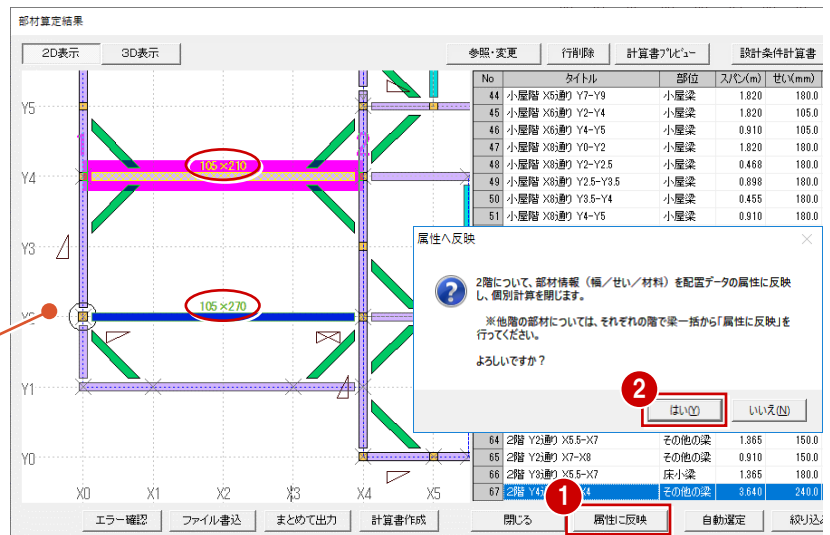 部材算定結果
2D表示
3D表示
参照・変更
行削除
計算書ﾌﾟﾚﾋﾞｭｰ
設計条件計算書
No タイトル 部位 スパン(m) せい(mm)
44 小屋階 X5通り Y7-Y9 小屋梁 1.820 180.0
45 小屋階 X6通り Y2-Y4 小屋梁 1.820 105.0
46 小屋階 X6通り Y4-Y5 小屋梁 0.910 105.0
47 小屋階 X8通り Y0-Y2 小屋梁 1.820 180.0
48 小屋階 X8通り Y2-Y2.5 小屋梁 0.468 180.0
49 小屋階 X8通り Y2.5-Y3.5 小屋梁 0.898 180.0
50 小屋階 X8通り Y3.5-Y4 小屋梁 0.455 180.0
51 小屋階 X8通り Y4-Y5 小屋梁 0.910 180.0
Y5
1
2
105×210
Y4
Y3
105×270
Y1
Y0
X0 X1 X2 X3 X4 X5
属性へ反映
2階について、部材情報（幅／せい／材料）を配置データの属性に反映
し、個別計算を閉じます。
※他階の部材については、それぞれの階で梁一括から「属性に反映」を
行ってください。
よろしいですか？
2
はい(Y)
いいえ(N)
64 2階 Y2通り X5.5-X7 その他の梁 1.365 150.0
65 2階 Y2通り X7-X8 その他の梁 0.910 150.0
66 2階 Y3通り X5.5-X7 床小梁 1.365 180.0
67 2階 Y4通 X4 その他の梁 3.640 240.0
1
エラー確認
ファイル書込
まとめて出力
計算書作成
閉じる
属性に反映
自動選定
絞り込